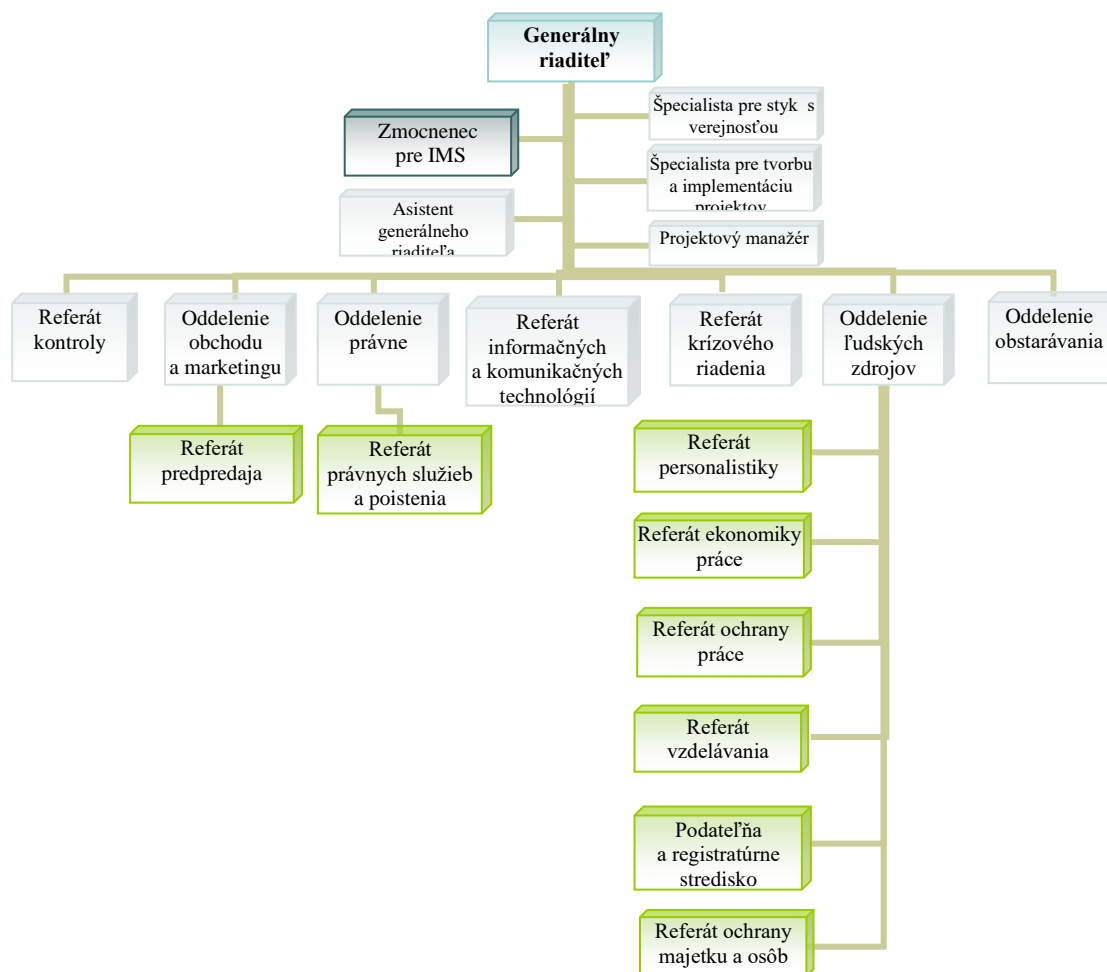 Generálny
riaditeľ
Zmocnenec
pre IMS
Špecialista pre styk s
verejnosťou
Špecialista pre tvorbu
a implementáciu
projektov
Asistent
generálneho
riaditeľa
Projektový manažér
Referát
kontroly
Oddelenie
obchodu
a marketingu
Oddelenie
právne
Referát
informačných
a komunikačných
technológií
Referát
krízového
riadenia
Oddelenie
ľudských
zdrojov
Oddelenie
obstarávania
Referát
predpredaja
Referát
právnych služieb
a poistenia
Referát
personalistiky
Referát ekonomiky
práce
Referát ochrany
práce
Referát
vzdelávania
Podateľňa
a registratúrne
stredisko
Referát ochrany
majetku a osôb